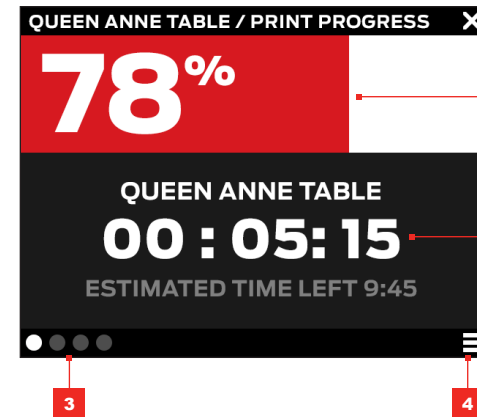 QUEEN ANNE TABLE / PRINT PROGRESS
78%
QUEEN ANNE TABLE
00 : 05: 15
ESTIMATED TIME LEFT 9:45
3
4